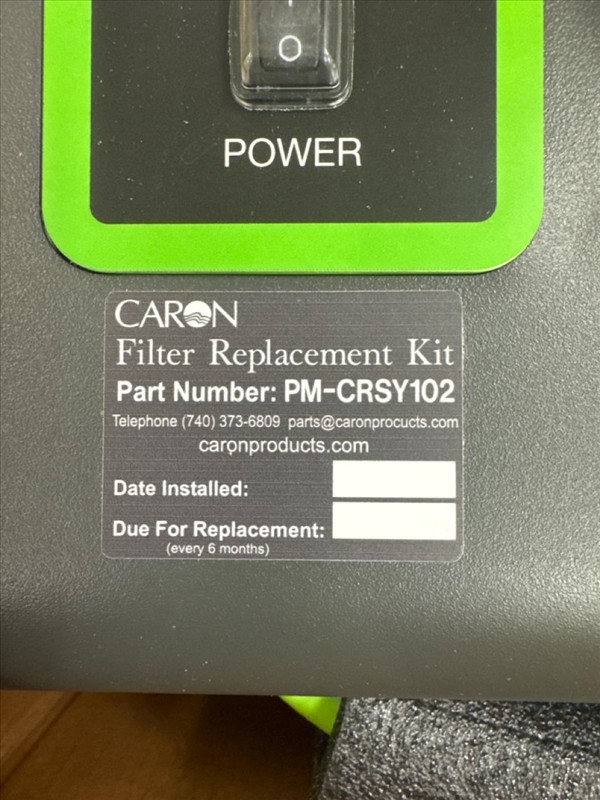 O
POWER
CARON
Filter Replacement Kit
Part Number: PM-CRSY102
Telephone (740) 373-6809 parts@caronprocucts.com
caronproducts.com
Date Installed:
Due For Replacement:
(every 6 months)